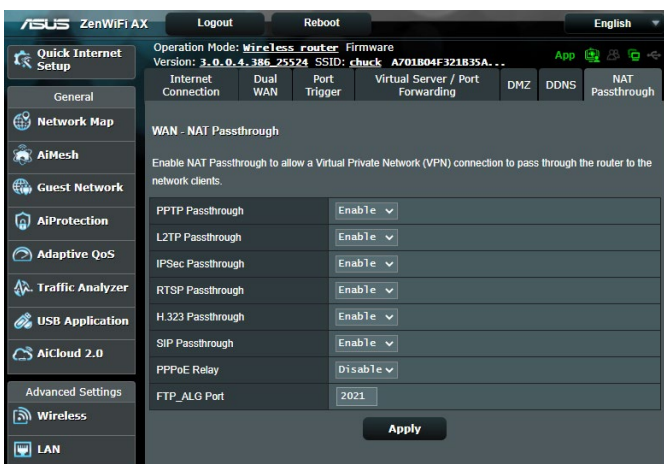 ASUS ZenWiFi AX Logout Reboot English
Operation Mode: Wireless router Firmware
Version: 3.0.0.4.386_25524 SSID: chuck A701B04F321B35A...
App
Quick Internet Setup
General
Network Map
AiMesh
Guest Network
AiProtection
Adaptive QoS
Traffic Analyzer
USB Application
AiCloud 2.0
Advanced Settings
Wireless
LAN
Internet Connection
Dual WAN
Port Trigger
Virtual Server / Port Forwarding
DMZ
DDNS
NAT Passthrough
WAN - NAT Passthrough
Enable NAT Passthrough to allow a Virtual Private Network (VPN) connection to pass through the router to the
network clients.
PPTP Passthrough Enable
L2TP Passthrough Enable
IPSec Passthrough Enable
RTSP Passthrough Enable
H.323 Passthrough Enable
SIP Passthrough Enable
PPPoE Relay Disable
FTP_ALG Port 2021
Apply